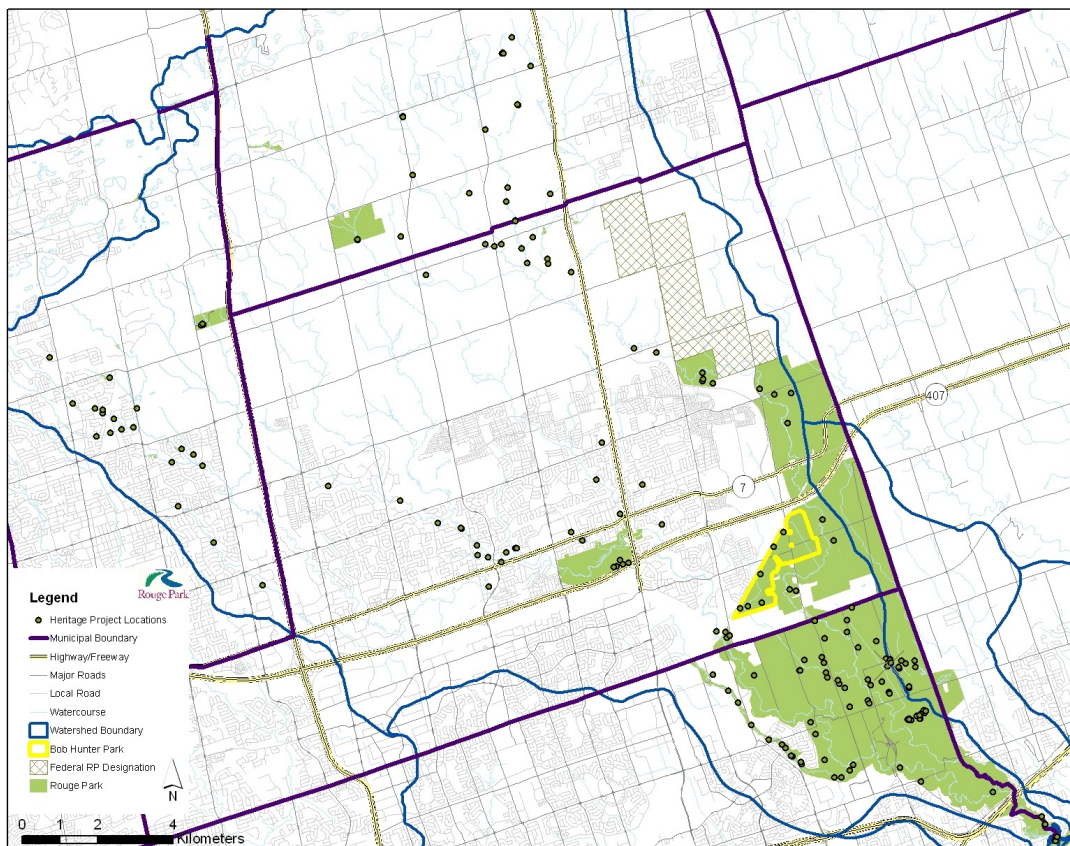 407
7
Rouge Park
Legend
Heritage Project Locations
Municipal Boundary
Highway/Freeway
Major Roads
Local Road
Watercourse
Watershed Boundary
Bob Hunter Park
Federal RP Designation
Rouge Park
N
0 1 2 4
Kilometers